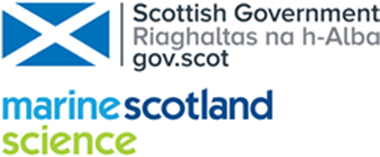 Scottish Government
Riaghaltas na h-Alba
gov.scot
marinescotland
science